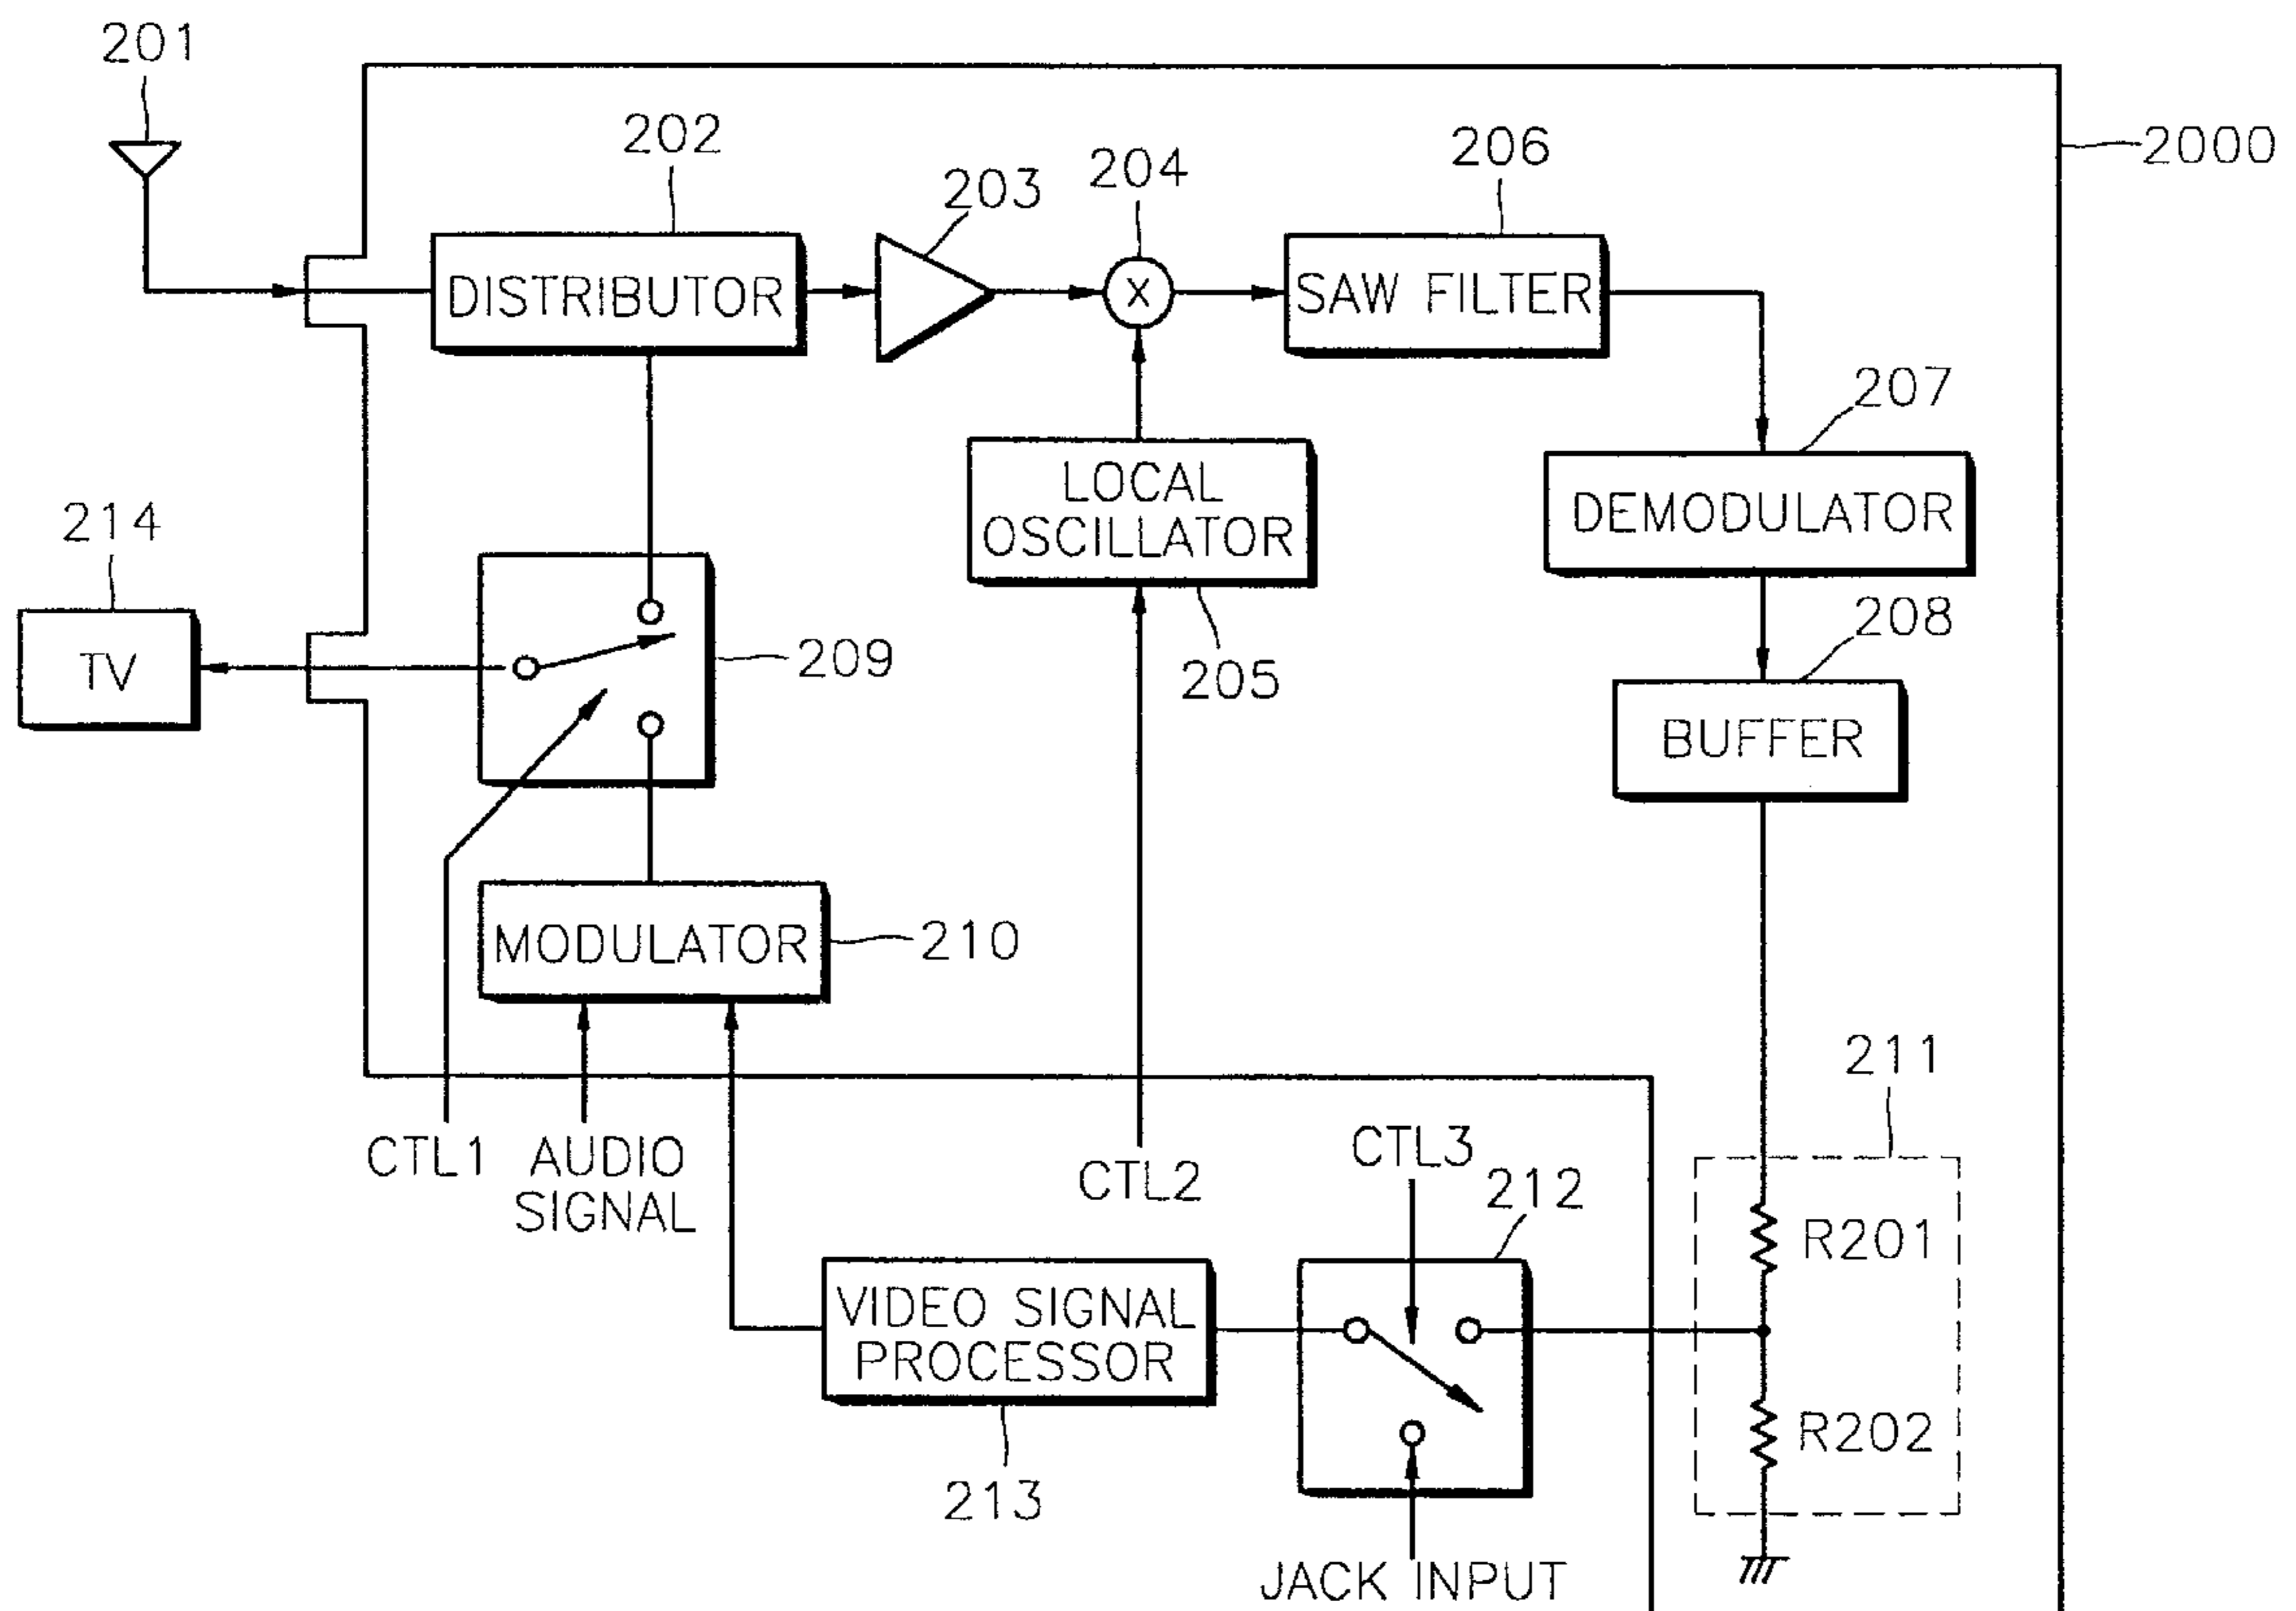 201
202
203
204
206
2000
DISTRIBUTOR
X
SAW FILTER
207
LOCAL
OSCILLATOR
DEMODULATOR
214
TV
209
205
208
BUFFER
MODULATOR
210
211
CTL1
AUDIO
SIGNAL
CTL2
CTL3
212
R201
VIDEO SIGNAL
PROCESSOR
R202
213
JACK INPUT